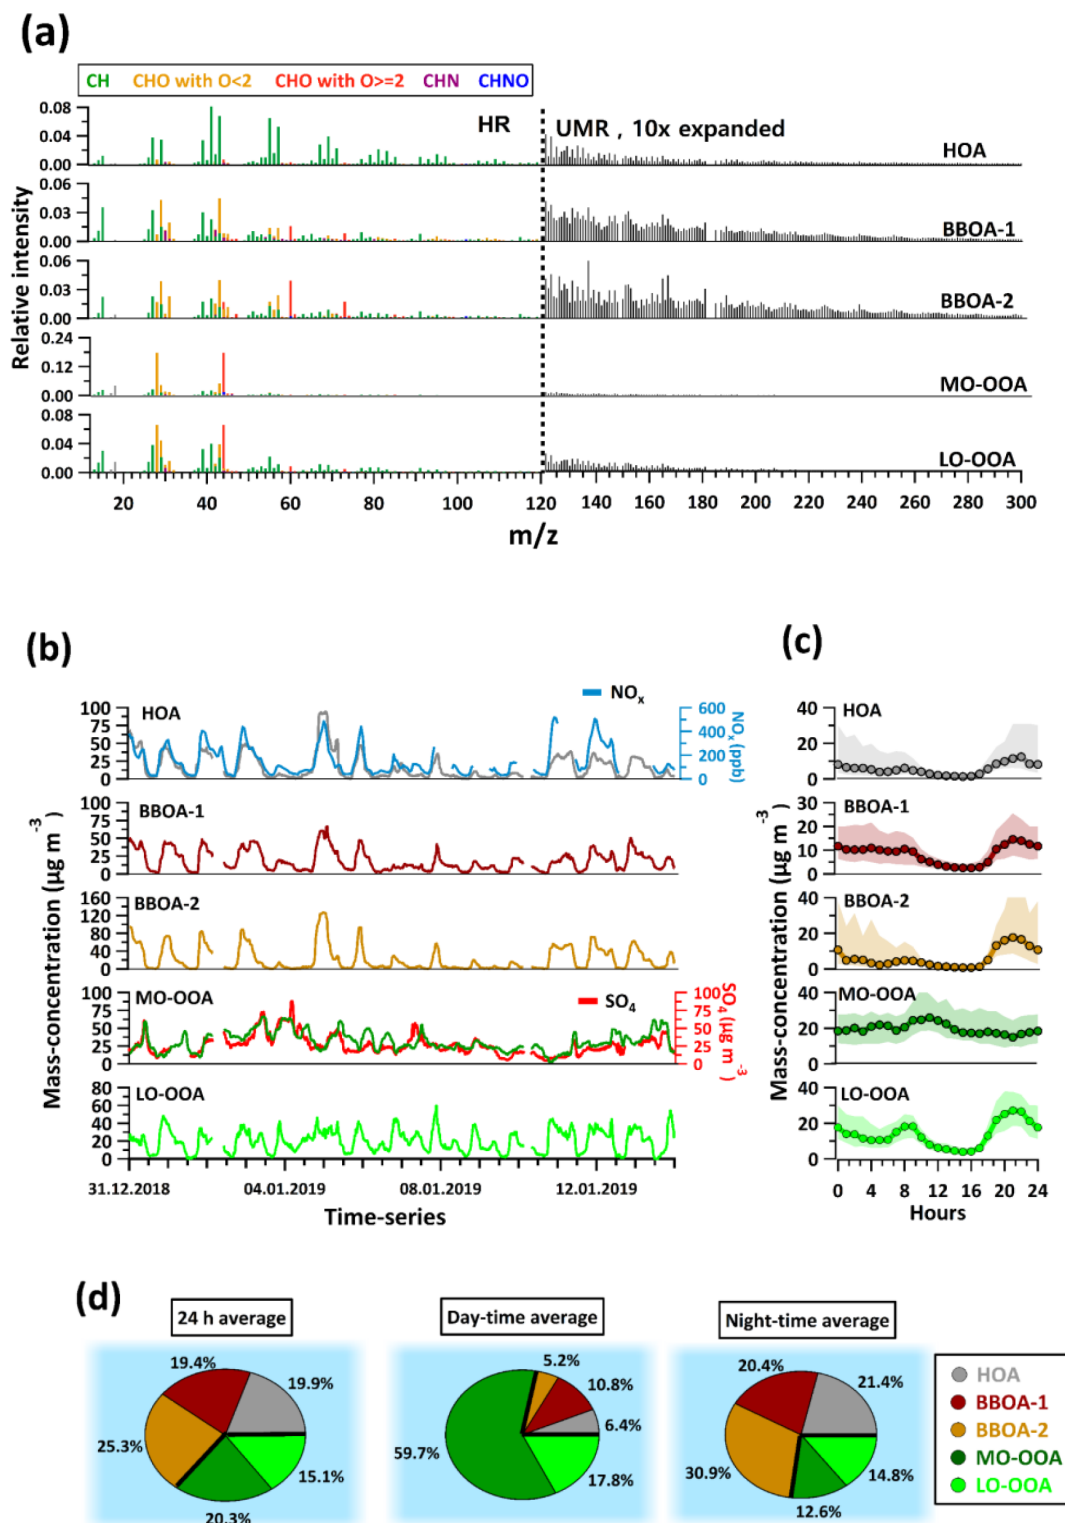 (a)
CH CHO with O<2 CHO with O>=2 CHN CHNO
HR
UMR , 10x expanded
0.08
0.04
0.00
HOA
0.06
0.03
0.00
BBOA-1
0.06
0.04
0.02
0.00
BBOA-2
0.24
0.12
0.00
MO-OOA
0.08
0.04
0.00
LO-OOA
Relative intensity
20 40 60 80 100 120 140 160 180 200 220 240 260 280 300
m/z
(b)
HOA
NOx
100
75
50
25
0
600
400
200
0
NOx (ppb)
BBOA-1
100
75
50
25
0
BBOA-2
160
120
80
40
0
MO-OOA
SO4
100
75
50
25
0
100
75
50
25
0
SO4 (µg m-3)
LO-OOA
80
60
40
20
0
Mass-concentration (µg m-3)
31.12.2018 04.01.2019 08.01.2019 12.01.2019
Time-series
(c)
HOA
40
20
0
BBOA-1
30
20
10
0
BBOA-2
40
20
0
MO-OOA
40
20
0
LO-OOA
40
20
0
Mass-concentration (µg m-3)
0 4 8 12 16 20 24
Hours
(d)
24 h average
19.4%
19.9%
25.3%
15.1%
20.3%
Day-time average
5.2%
10.8%
6.4%
59.7%
17.8%
Night-time average
20.4%
21.4%
30.9%
14.8%
12.6%
HOA
BBOA-1
BBOA-2
MO-OOA
LO-OOA